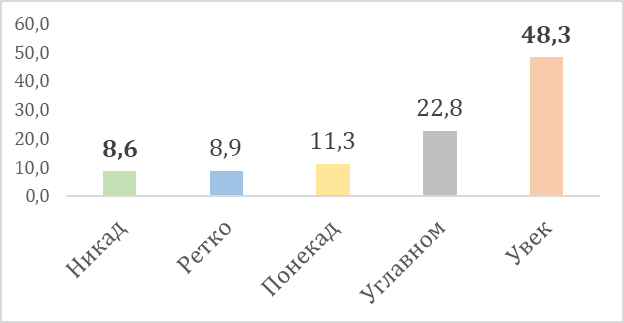 60,0
50,0
40,0
30,0
20,0
10,0
0,0
8,6
8,9
11,3
22,8
48,3
Никад
Ретко
Понекад
Углавном
Увек